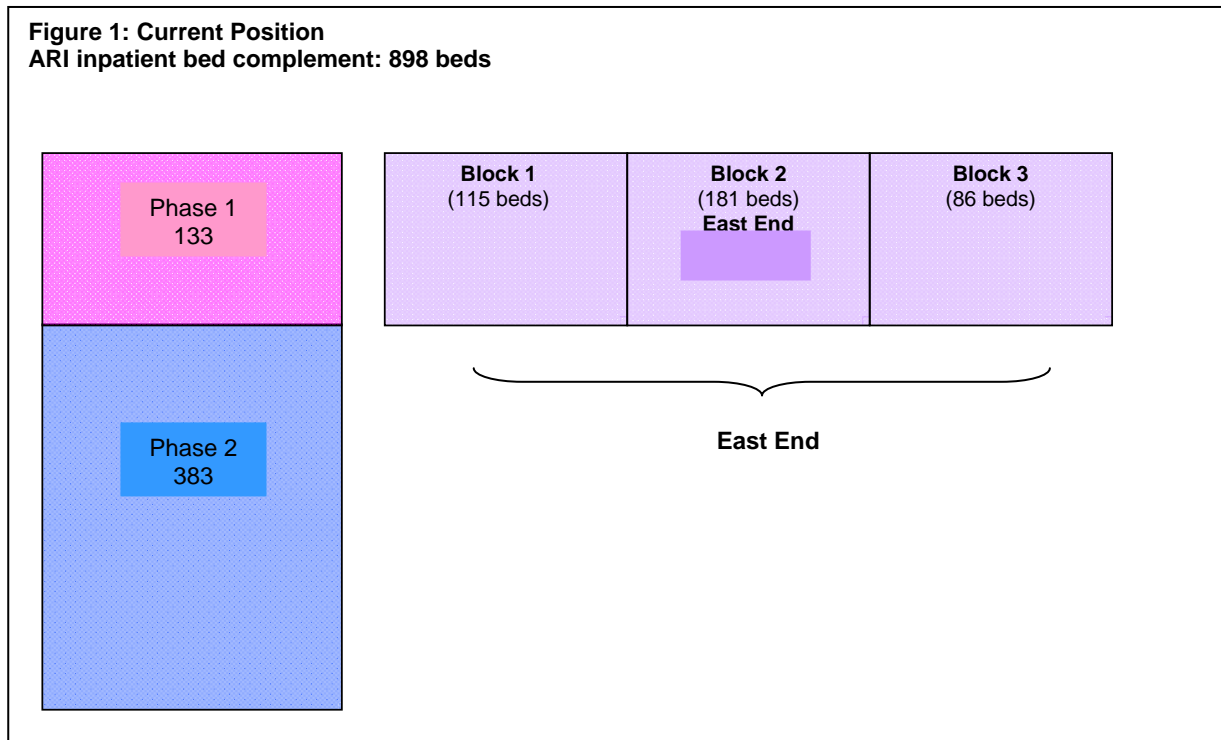 Figure 1: Current Position
ARI inpatient bed complement: 898 beds
Phase 1
133
Block 1
(115 beds)
Block 2
(181 beds)
East End
Block 3
(86 beds)
East End
Phase 2
383